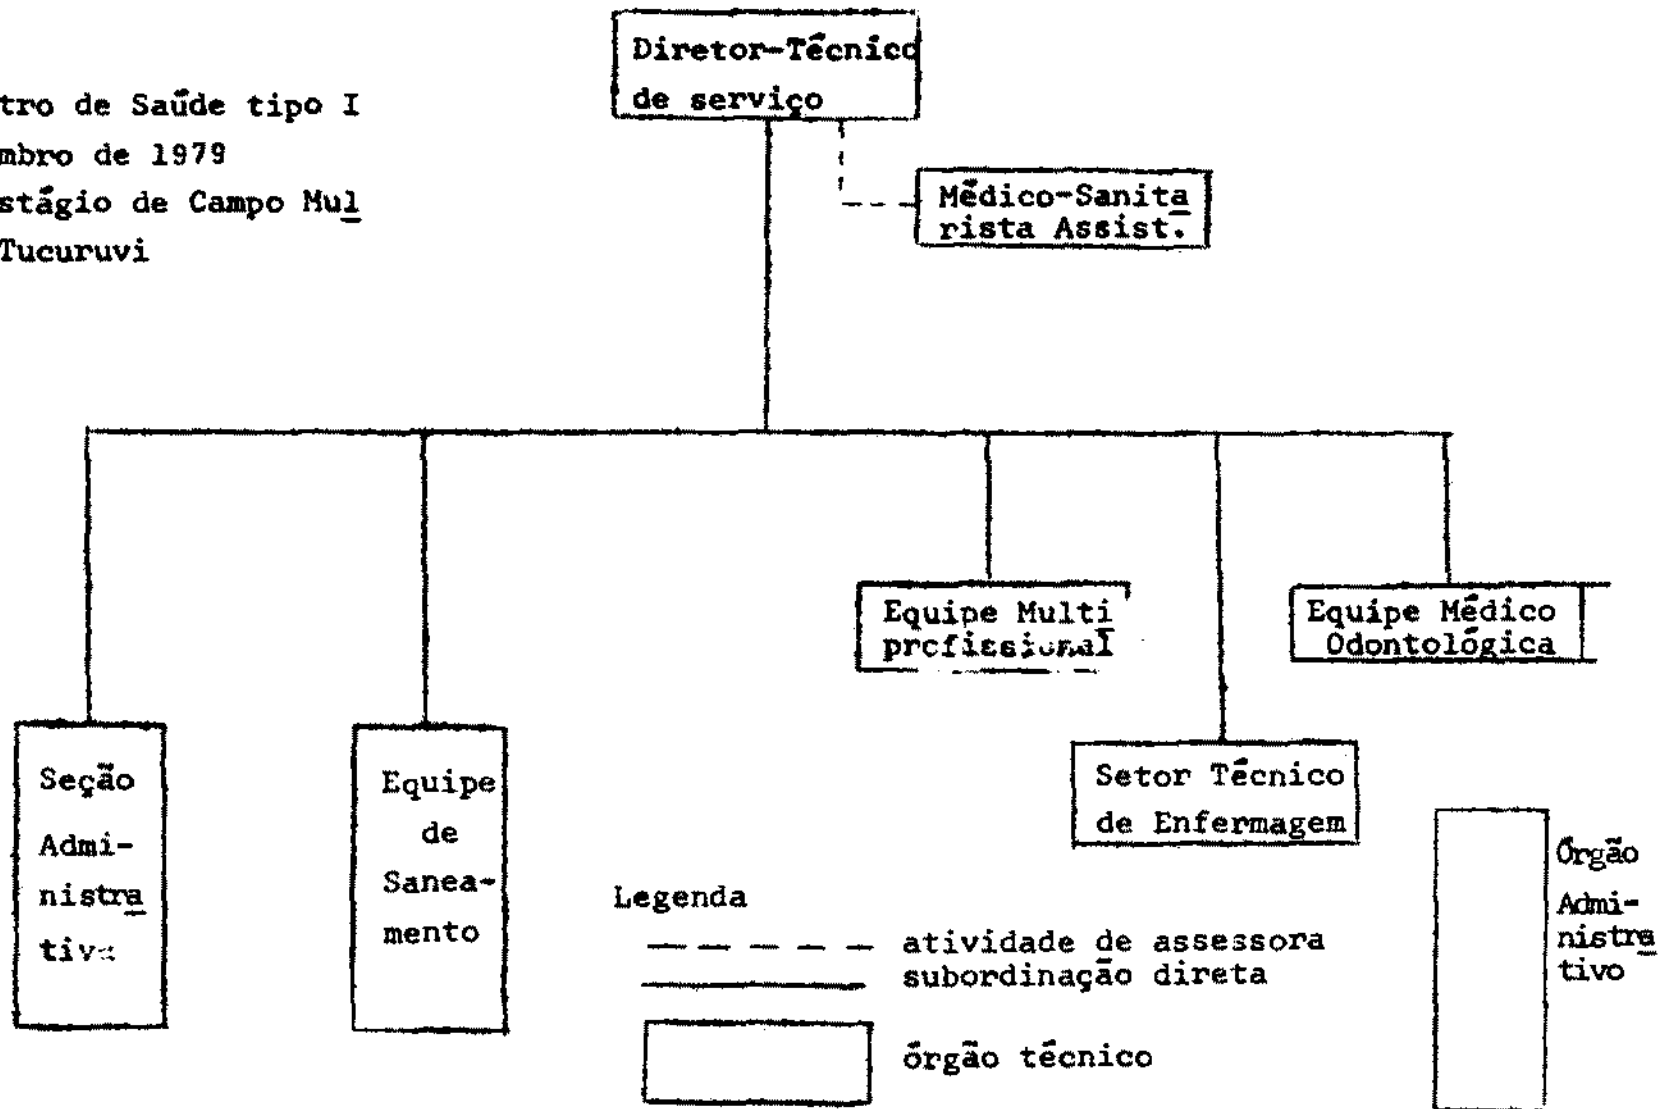 Diretor-Técnico
de serviço
tro de Saúde tipo I
mbro de 1979
stágio de Campo Mul
Tucuruvi
Médico-Sanita
rista Assist.
Equipe Multi
profissional
Equipe Médico
Odontológica
Setor Técnico
de Enfermagem
Seção
Admi-
nistra
tiva
Equipe
de
Sanea-
mento
Legenda
atividade de assessora
subordinação direta
órgão técnico
Órgão
Admi-
nistra
tivo